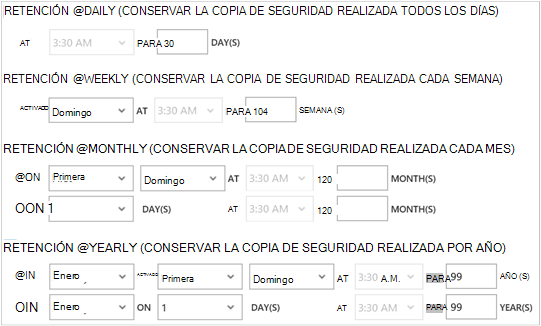 RETENCIÓN @DAILY (CONSERVAR LA COPIA DE SEGURIDAD REALIZADA TODOS LOS DÍAS)
AT 3:30 AM PARA 30 DAY(S)
RETENCIÓN @WEEKLY (CONSERVAR LA COPIA DE SEGURIDAD REALIZADA CADA SEMANA)
Domingo AT 3:30 AM PARA 104 SEMANA (S)
RETENCIÓN @MONTHLY (CONSERVAR LA COPIA DE SEGURIDAD REALIZADA CADA MES)
@ON Primera Domingo AT 3:30 AM 120 MONTH(S)
OON 1 DAY(S) AT 3:30 AM 120 MONTH(S)
RETENCIÓN @YEARLY (CONSERVAR LA COPIA DE SEGURIDAD REALIZADA POR AÑO)
@IN Enero Primera Domingo AT 3:30 A.M. PARA 99 AÑO (S)
OIN Enero ON 1 DAY(S) AT 3:30 AM PARA 99 YEAR(S)